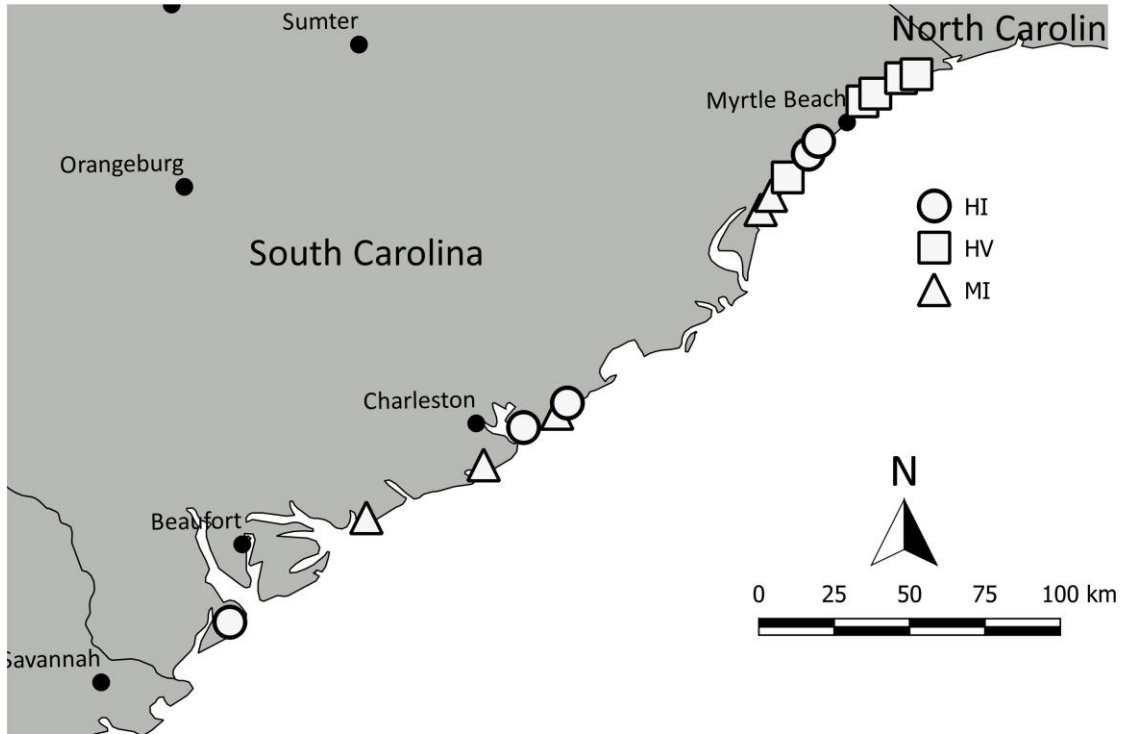 Sumter
North Carolin
Myrtle Beach
Orangeburg
HI
HV
South Carolina
MI
Charleston
N
Beaufort
0 25 50 75 100 km
Savannah